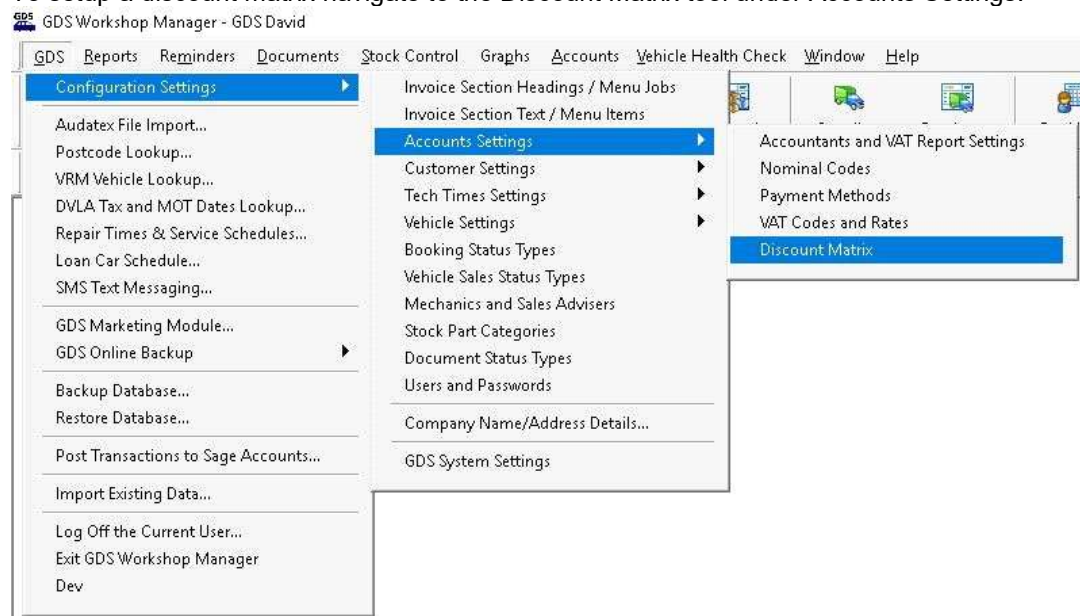 To setup a discount matrix navigate to the Discount Matrix tool under Accounts Settings.
GDS Workshop Manager - GDS David
GDS Reports Reminders Documents Stock Control Graphs Accounts Vehicle Health Check Window Help
Configuration Settings
Audatex File Import...
Postcode Lookup...
VRM Vehicle Lookup...
DVLA Tax and MOT Dates Lookup...
Repair Times & Service Schedules...
Loan Car Schedule...
SMS Text Messaging...
GDS Marketing Module...
GDS Online Backup
Backup Database...
Restore Database...
Post Transactions to Sage Accounts...
Import Existing Data...
Log Off the Current User...
Exit GDS Workshop Manager
Dev
Invoice Section Headings / Menu Jobs
Invoice Section Text / Menu Items
Accounts Settings
Customer Settings
Tech Times Settings
Vehicle Settings
Booking Status Types
Vehicle Sales Status Types
Mechanics and Sales Advisers
Stock Part Categories
Document Status Types
Users and Passwords
Company Name/Address Details...
GDS System Settings
Accountants and VAT Report Settings
Nominal Codes
Payment Methods
VAT Codes and Rates
Discount Matrix